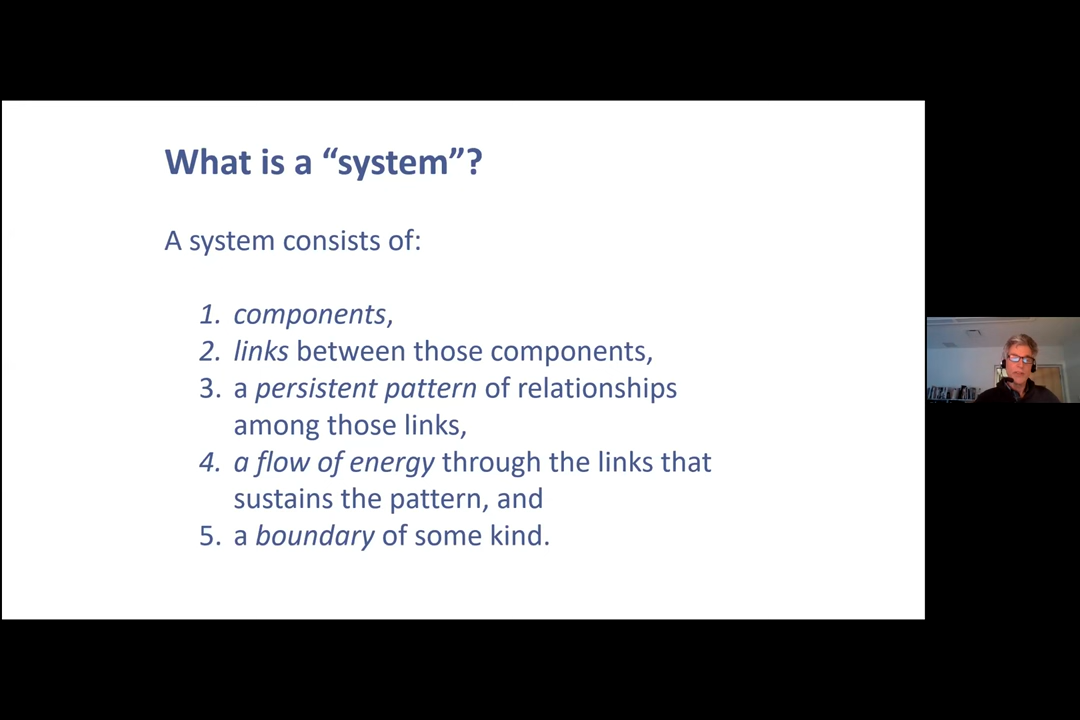 What is a “system”?
A system consists of:
1. components,
2. links between those components,
3. a persistent pattern of relationships
among those links,
4. a flow of energy through the links that
sustains the pattern, and
5. a boundary of some kind.